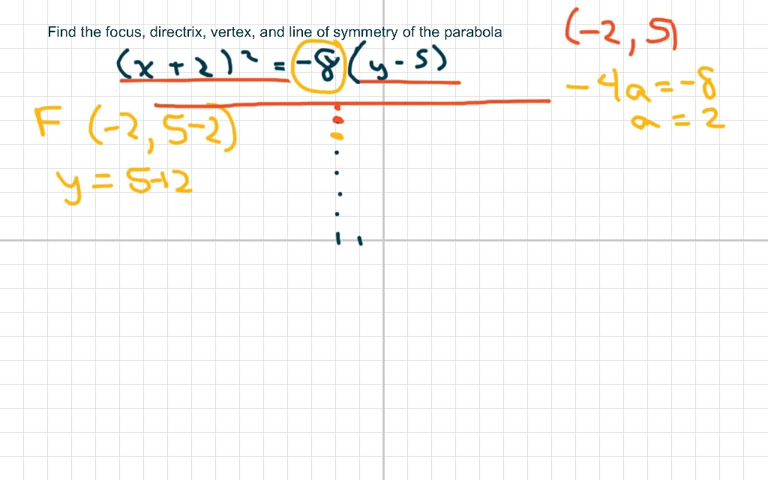 Find the focus, directrix, vertex, and line of symmetry of the parabola
(x + 2)² = -8(y - 5)
(-2, 5)
-4a = -8
a = 2
F (-2, 5-2)
y = 5+2